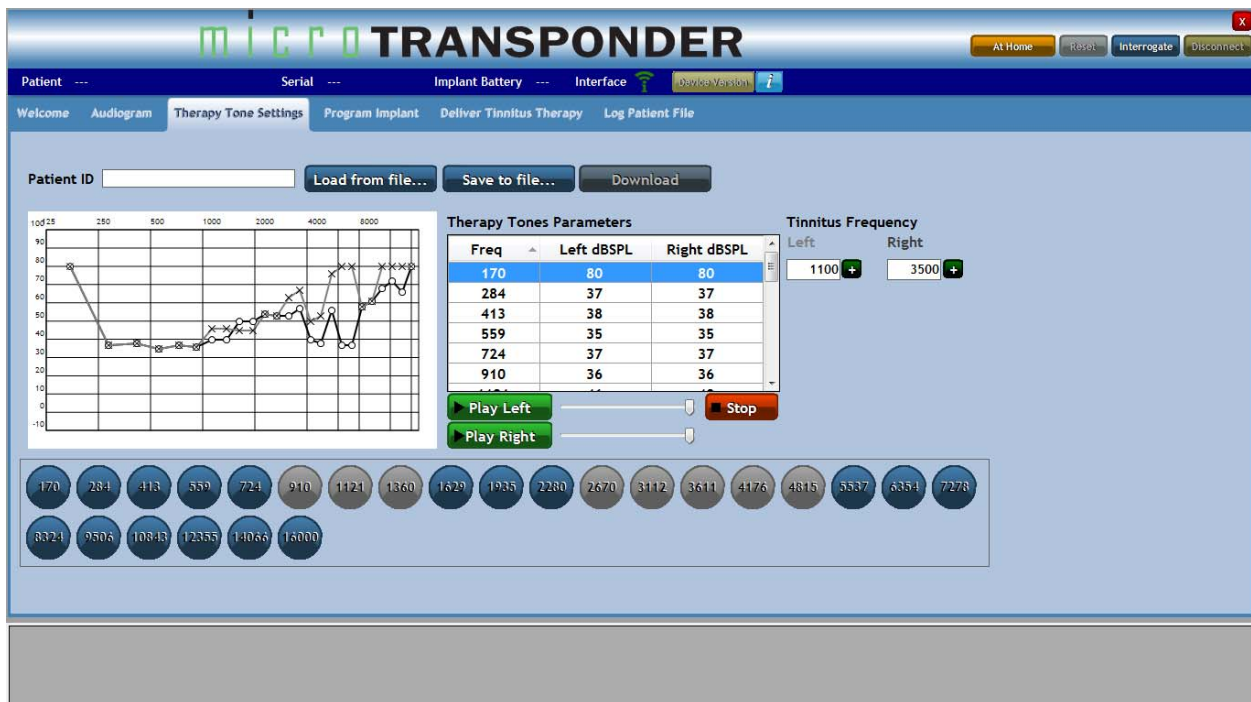 micro TRANSPONDER
X
At Home Reset Interrogate Disconnect
Patient --- Serial --- Implant Battery --- Interface Device Version i
Welcome Audiogram Therapy Tone Settings Program Implant Deliver Tinnitus Therapy Log Patient File
Patient ID Load from file... Save to file... Download
250 500 1000 2000 4000 8000
90
80
70
60
50
40
30
20
10
0
-10
Therapy Tones Parameters
Freq Left dBSPL Right dBSPL
170 80 80
284 37 37
413 38 38
559 35 35
724 37 37
910 36 36
Play Left Stop
Play Right
Tinnitus Frequency
Left Right
1100 + 3500 +
170 284 413 559 724 910 1121 1360 1629 1935 2280 2670 3112 3611 4176 4815 5537 6354 7278
8324 9506 10843 12355 14066 16000